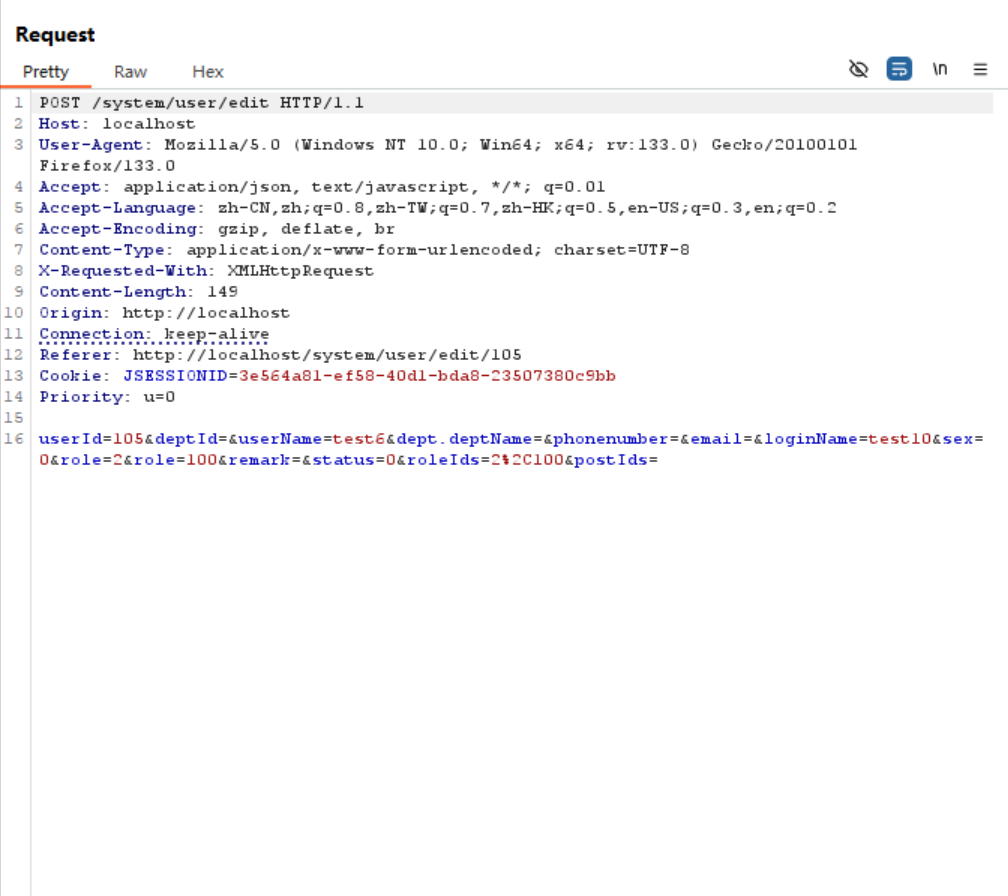 Request
Pretty Raw Hex \n
1 POST /system/user/edit HTTP/1.1
2 Host: localhost
3 User-Agent: Mozilla/5.0 (Windows NT 10.0; Win64; x64; rv:133.0) Gecko/20100101
Firefox/133.0
4 Accept: application/json, text/javascript, */*; q=0.01
5 Accept-Language: zh-CN,zh;q=0.8,zh-TW;q=0.7,zh-HK;q=0.5,en-US;q=0.3,en;q=0.2
6 Accept-Encoding: gzip, deflate, br
7 Content-Type: application/x-www-form-urlencoded; charset=UTF-8
8 X-Requested-With: XMLHttpRequest
9 Content-Length: 149
10 Origin: http://localhost
11 Connection: keep-alive
12 Referer: http://localhost/system/user/edit/105
13 Cookie: JSESSIONID=3e564a81-ef58-40d1-bda8-23507380c9bb
14 Priority: u=0
15
16 userId=105&deptId=&userName=test6&dept.deptName=&phonenumber=&email=&loginName=test10&sex=
0&role=2&role=100&remark=&status=0&roleIds=2%2C100&postIds=